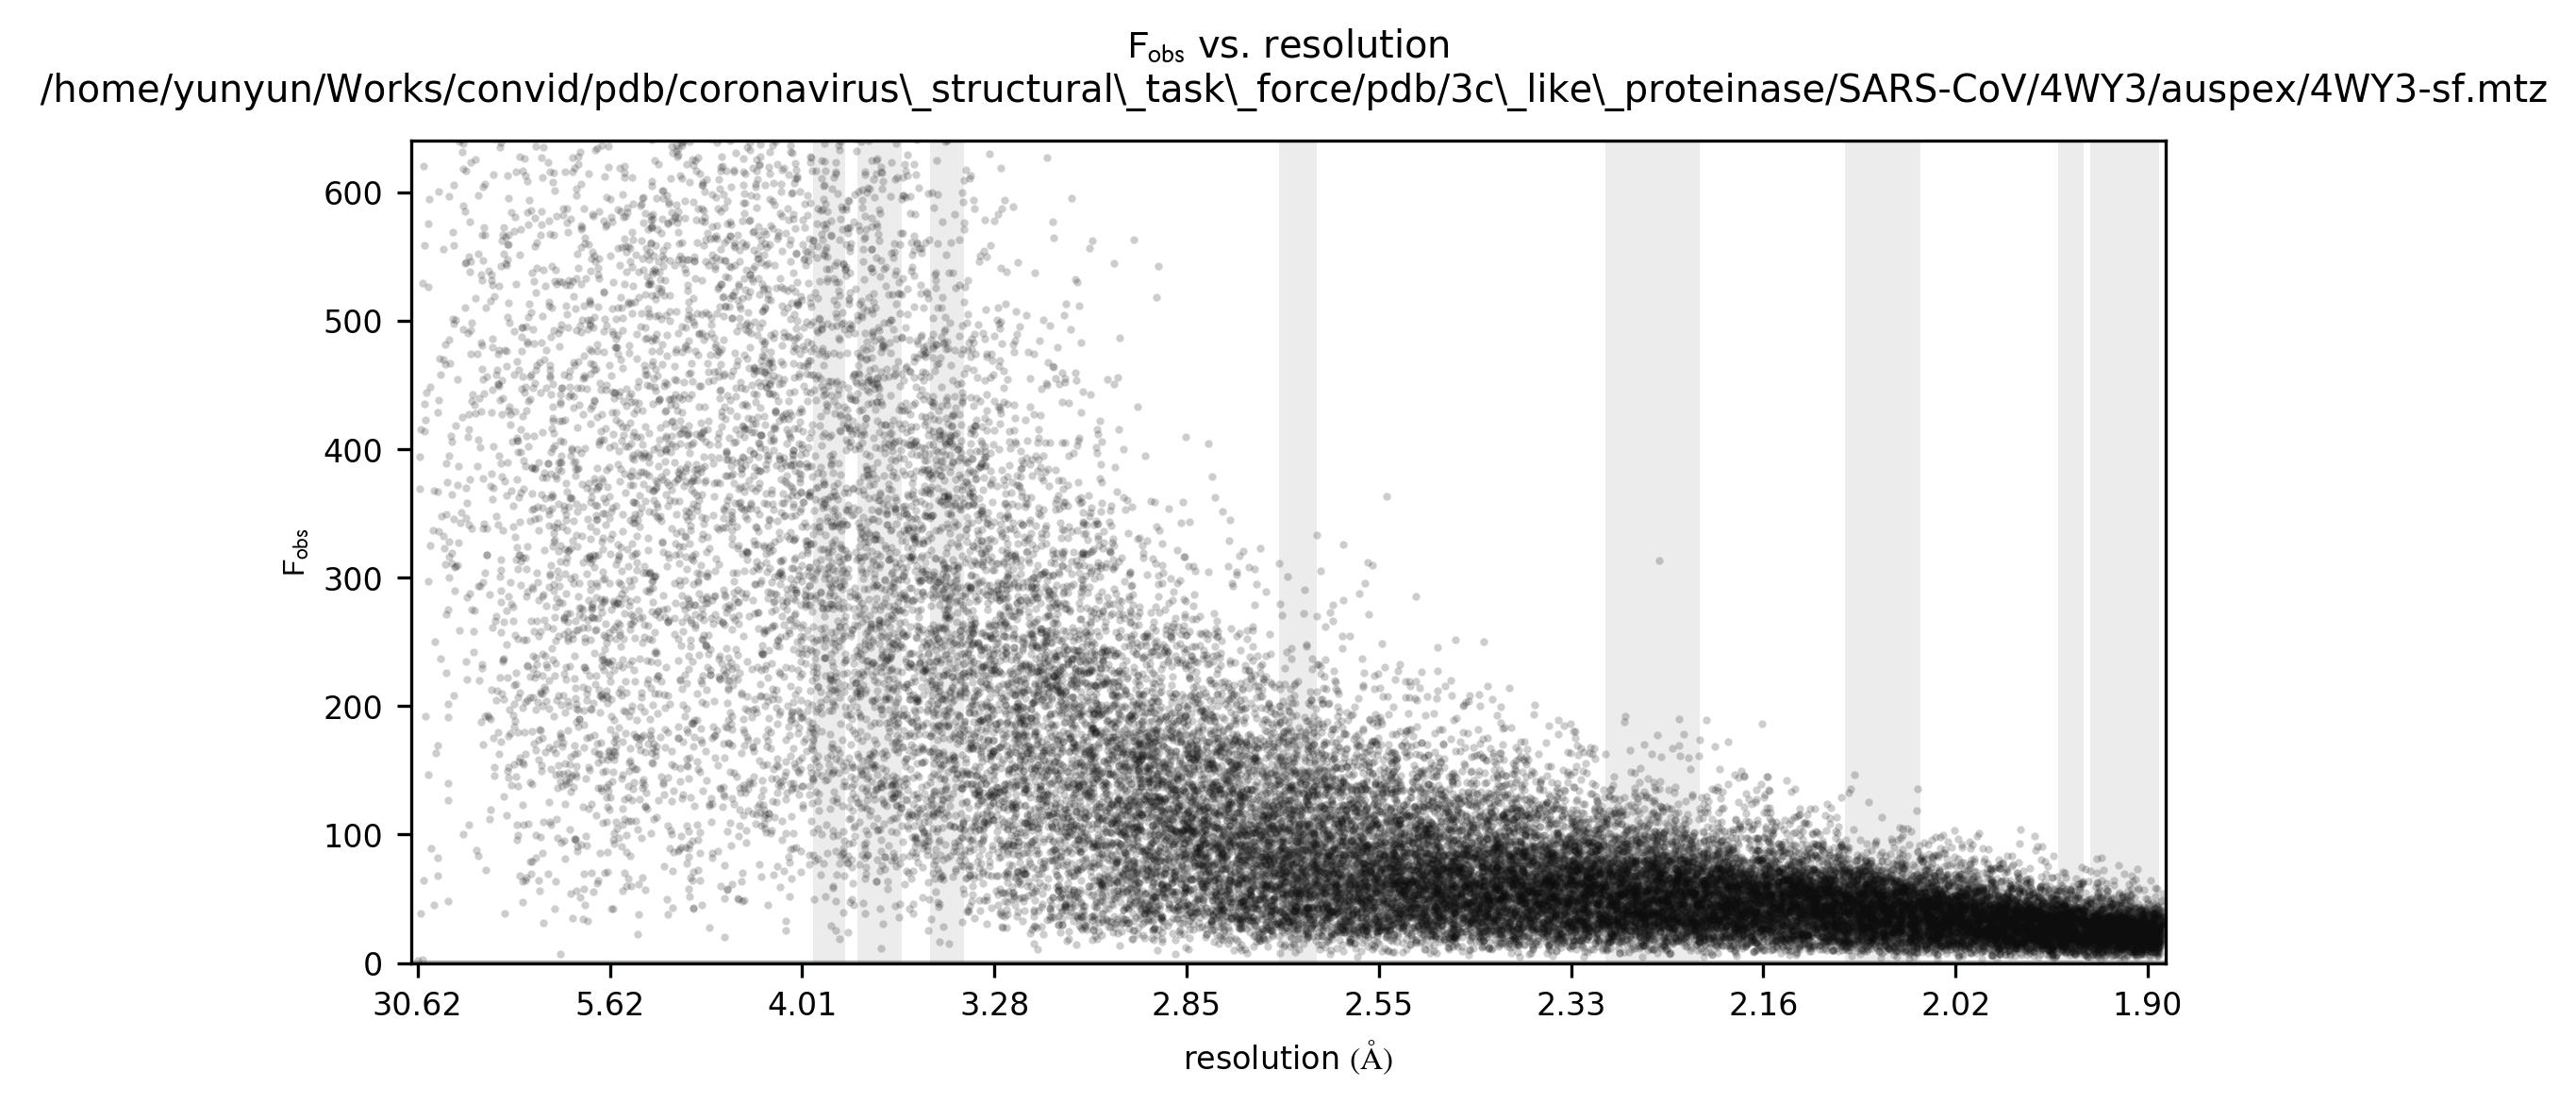 F_obs vs. resolution
/home/yunyun/Works/convid/pdb/coronavirus\_structural\_task\_force/pdb/3c\_like\_proteinase/SARS-CoV/4WY3/auspex/4WY3-sf.mtz
600
500
400
300
200
100
0
F_obs
30.62 5.62 4.01 3.28 2.85 2.55 2.33 2.16 2.02 1.90
resolution (Å)